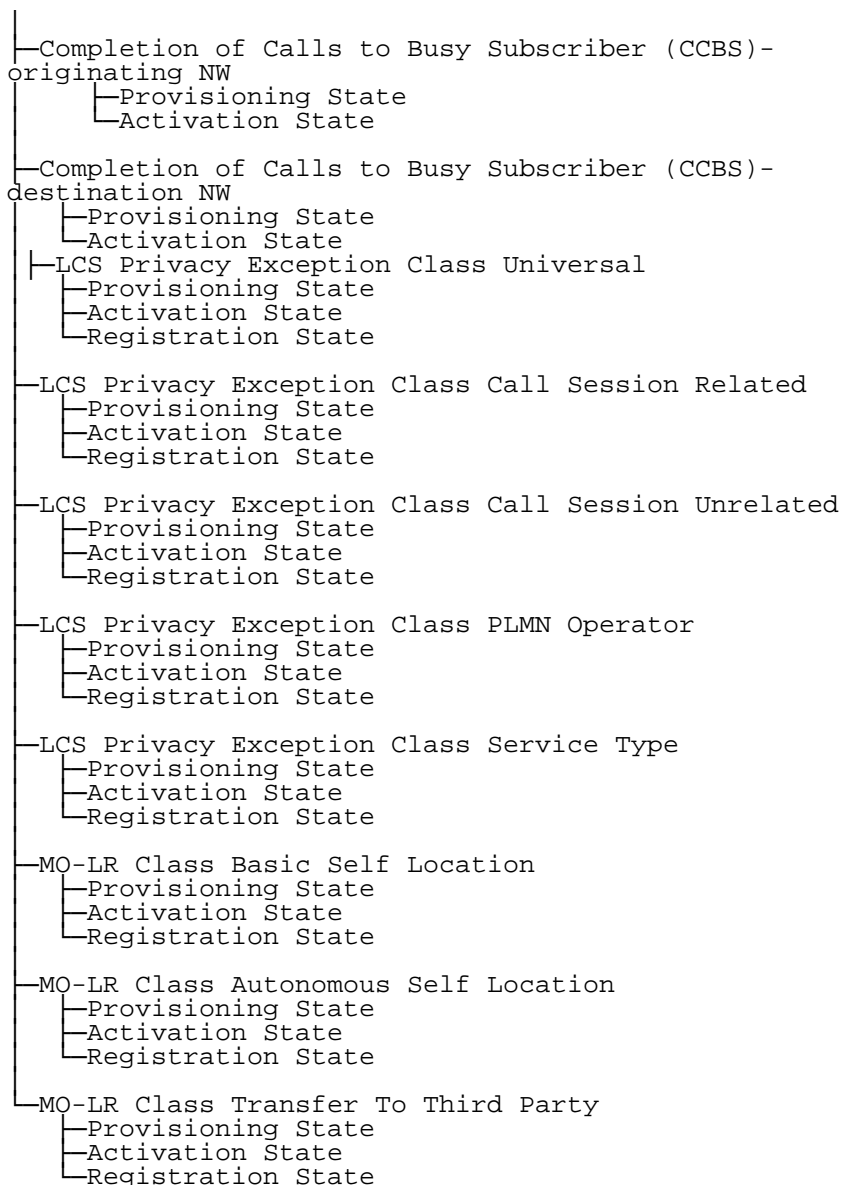 Completion of Calls to Busy Subscriber (CCBS)-
originating NW
Provisioning State
Activation State
Completion of Calls to Busy Subscriber (CCBS)-
destination NW
Provisioning State
Activation State
LCS Privacy Exception Class Universal
Provisioning State
Activation State
Registration State
LCS Privacy Exception Class Call Session Related
Provisioning State
Activation State
Registration State
LCS Privacy Exception Class Call Session Unrelated
Provisioning State
Activation State
Registration State
LCS Privacy Exception Class PLMN Operator
Provisioning State
Activation State
Registration State
LCS Privacy Exception Class Service Type
Provisioning State
Activation State
Registration State
MO-LR Class Basic Self Location
Provisioning State
Activation State
Registration State
MO-LR Class Autonomous Self Location
Provisioning State
Activation State
Registration State
MO-LR Class Transfer To Third Party
Provisioning State
Activation State
Registration State